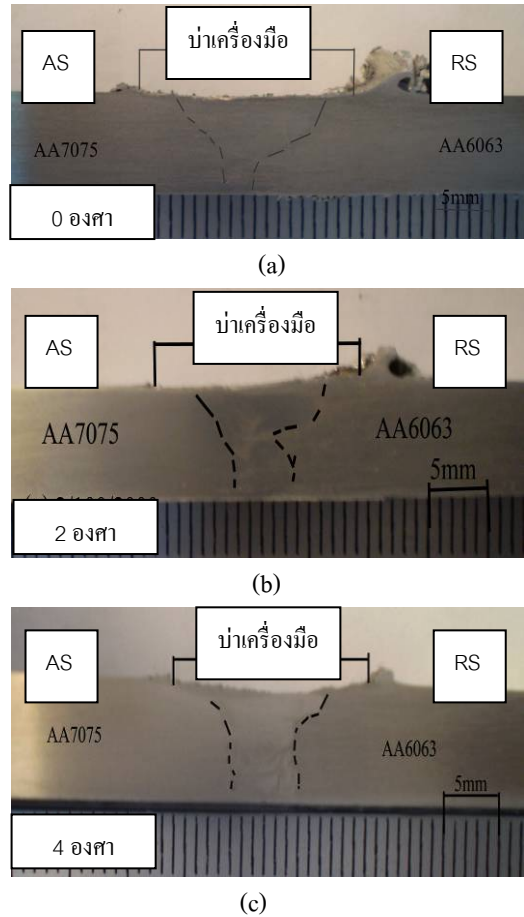 AS
บ่าเครื่องมือ
RS
AA7075
AA6063
0 องศา
5mm
(a)
AS
บ่าเครื่องมือ
RS
AA7075
AA6063
5mm
2 องศา
(b)
AS
บ่าเครื่องมือ
RS
AA7075
AA6063
5mm
4 องศา
(c)